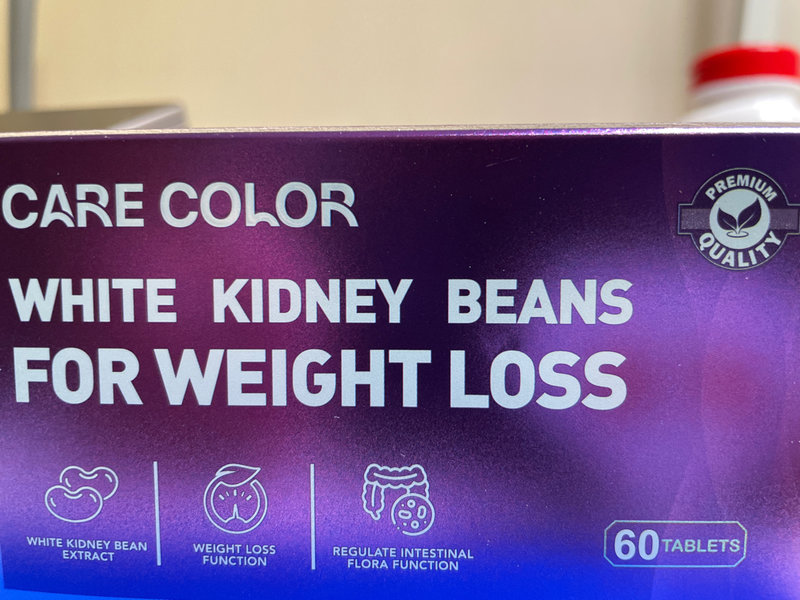 CARE COLOR
PREMIUM
QUALITY
WHITE KIDNEY BEANS
FOR WEIGHT LOSS
WHITE KIDNEY BEAN
EXTRACT
WEIGHT LOSS
FUNCTION
REGULATE INTESTINAL
FLORA FUNCTION
60 TABLETS